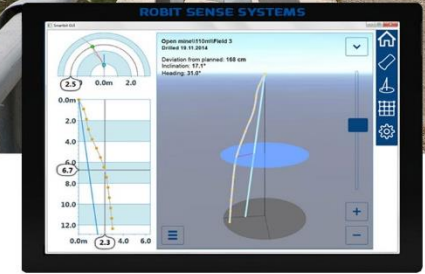 ROBIT SENSE SYSTEMS
Open mine\110mt\Field 3
Drilled 19.11.2014
Deviation from planned: 168 cm
Inclination: 17.1°
Heading: 31.0°
2.5
0.0m
2.0
0.0m
2.0
4.0
6.0
6.7
8.0
10.0
12.0
0.0m
2.3
4.0
6.0
+
−